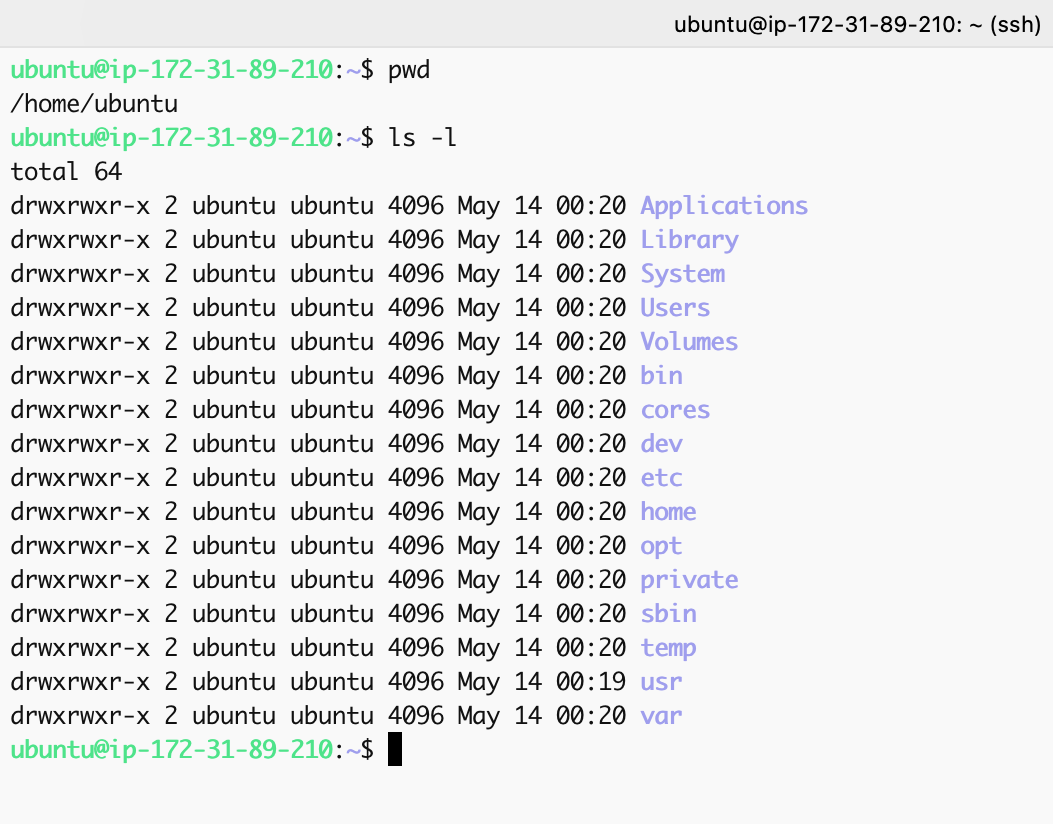 ubuntu@ip-172-31-89-210: ~ (ssh)
ubuntu@ip-172-31-89-210:~$ pwd
/home/ubuntu
ubuntu@ip-172-31-89-210:~$ ls -l
total 64
drwxrwxr-x 2 ubuntu ubuntu 4096 May 14 00:20 Applications
drwxrwxr-x 2 ubuntu ubuntu 4096 May 14 00:20 Library
drwxrwxr-x 2 ubuntu ubuntu 4096 May 14 00:20 System
drwxrwxr-x 2 ubuntu ubuntu 4096 May 14 00:20 Users
drwxrwxr-x 2 ubuntu ubuntu 4096 May 14 00:20 Volumes
drwxrwxr-x 2 ubuntu ubuntu 4096 May 14 00:20 bin
drwxrwxr-x 2 ubuntu ubuntu 4096 May 14 00:20 cores
drwxrwxr-x 2 ubuntu ubuntu 4096 May 14 00:20 dev
drwxrwxr-x 2 ubuntu ubuntu 4096 May 14 00:20 etc
drwxrwxr-x 2 ubuntu ubuntu 4096 May 14 00:20 home
drwxrwxr-x 2 ubuntu ubuntu 4096 May 14 00:20 opt
drwxrwxr-x 2 ubuntu ubuntu 4096 May 14 00:20 private
drwxrwxr-x 2 ubuntu ubuntu 4096 May 14 00:20 sbin
drwxrwxr-x 2 ubuntu ubuntu 4096 May 14 00:20 temp
drwxrwxr-x 2 ubuntu ubuntu 4096 May 14 00:19 usr
drwxrwxr-x 2 ubuntu ubuntu 4096 May 14 00:20 var
ubuntu@ip-172-31-89-210:~$